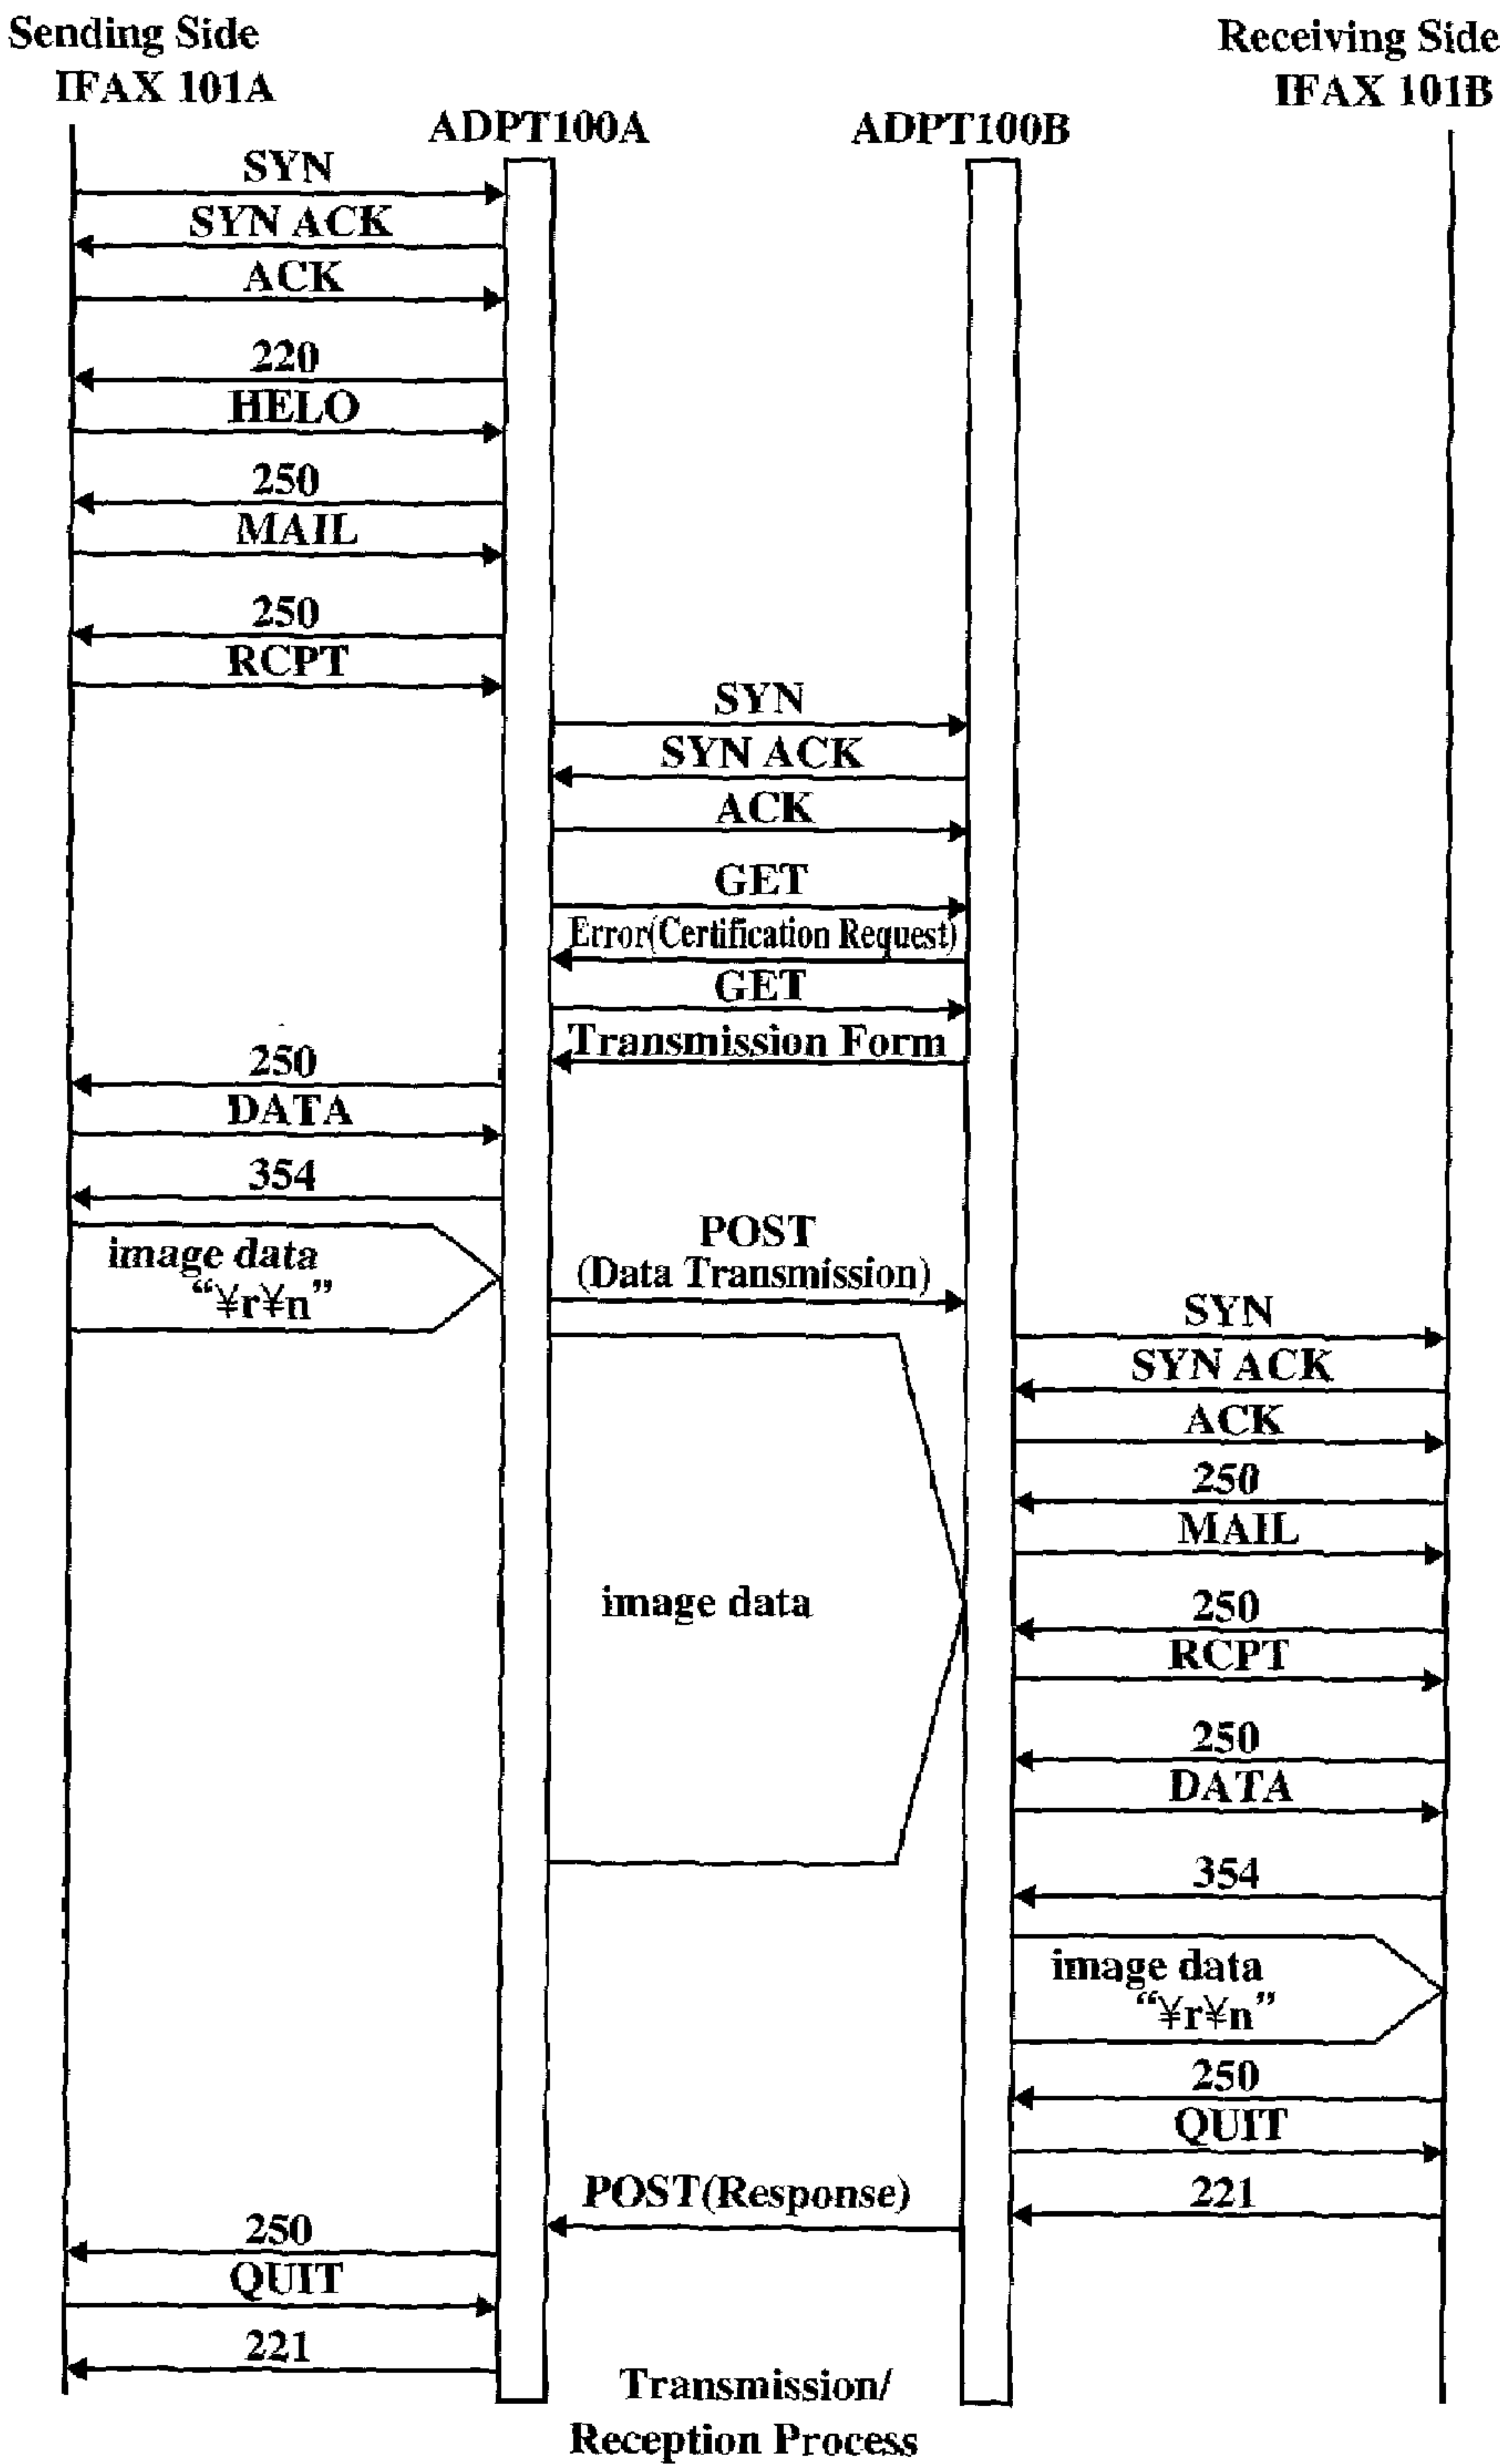 Sending Side
IFAX 101A
Receiving Side
IFAX 101B
ADPT100A
ADPT100B
SYN
SYN ACK
ACK
220
HELO
250
MAIL
250
RCPT
SYN
SYN ACK
ACK
GET
Error(Certification Request)
GET
Transmission Form
250
DATA
354
image data
“¥r¥n”
POST
(Data Transmission)
SYN
SYN ACK
ACK
250
MAIL
image data
250
RCPT
250
DATA
354
image data
“¥r¥n”
250
QUIT
POST(Response)
221
250
QUIT
221
Transmission/
Reception Process